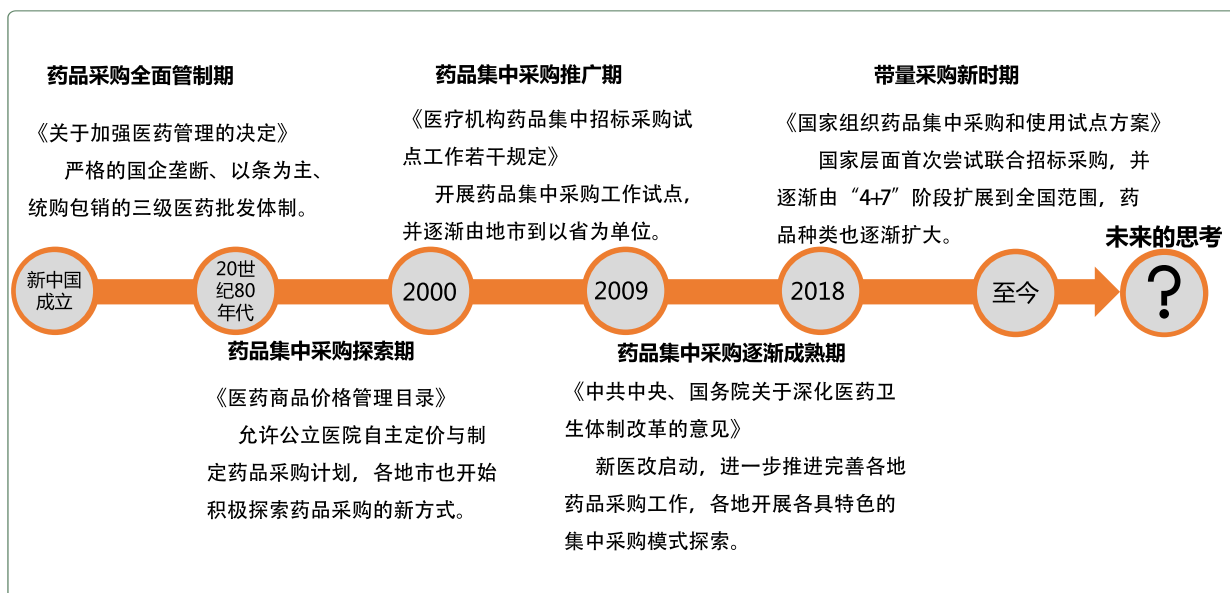 药品采购全面管制期
《关于加强医药管理的决定》
严格的国企垄断、以条为主、
统购包销的三级医药批发体制。
药品集中采购推广期
《医疗机构药品集中招标采购试
点工作若干规定》
开展药品集中采购工作试点，
并逐渐由地市到以省为单位。
带量采购新时期
《国家组织药品集中采购和使用试点方案》
国家层面首次尝试联合招标采购，并
逐渐由“4+7”阶段扩展到全国范围，药
品种类也逐渐扩大。
未来的思考
新中国
成立
20世
纪80
年代
2000
2009
2018
至今
?
药品集中采购探索期
《医药商品价格管理目录》
允许公立医院自主定价与制
定药品采购计划，各地市也开始
积极探索药品采购的新方式。
药品集中采购逐渐成熟期
《中共中央、国务院关于深化医药卫
生体制改革的意见》
新医改启动，进一步推进完善各地
药品采购工作，各地开展各具特色的
集中采购模式探索。